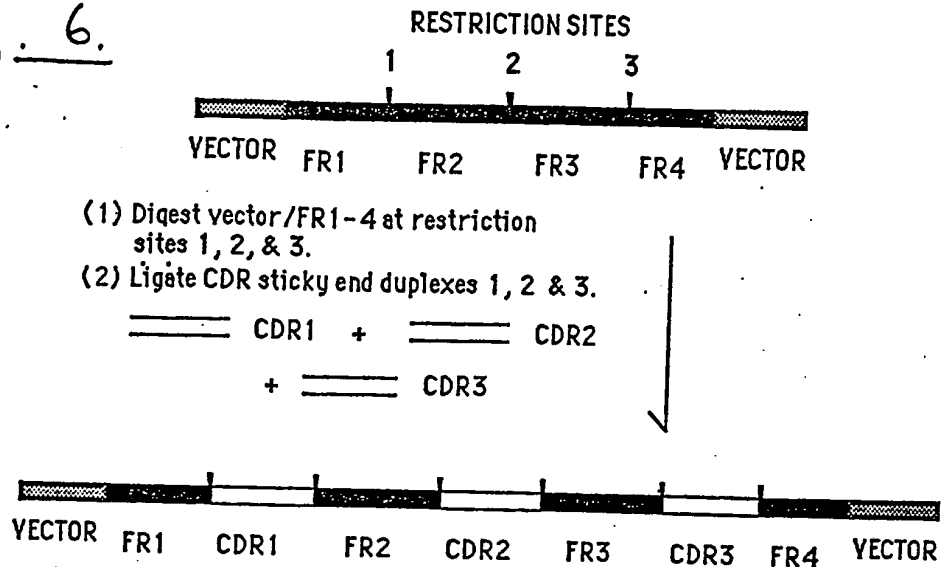 . 6.
RESTRICTION SITES
1 2 3
VECTOR FR1 FR2 FR3 FR4 VECTOR
(1) Digest vector/FR1-4 at restriction
sites 1, 2, & 3.
(2) Ligate CDR sticky end duplexes 1, 2 & 3.
CDR1 + CDR2
+ CDR3
VECTOR FR1 CDR1 FR2 CDR2 FR3 CDR3 FR4 VECTOR